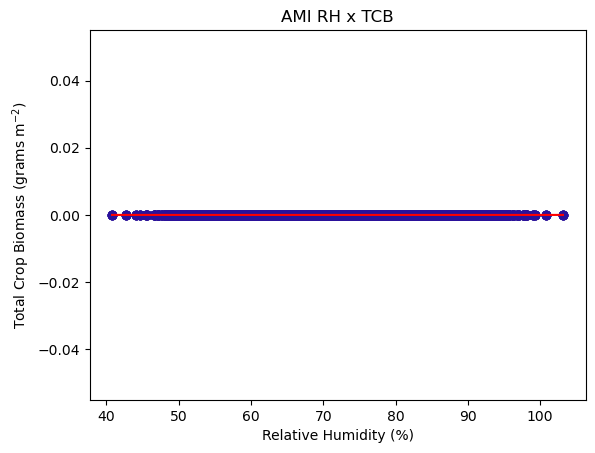 AMI RH x TCB
Total Crop Biomass (grams m⁻²)
0.04
0.02
0.00
−0.02
−0.04
40 50 60 70 80 90 100
Relative Humidity (%)